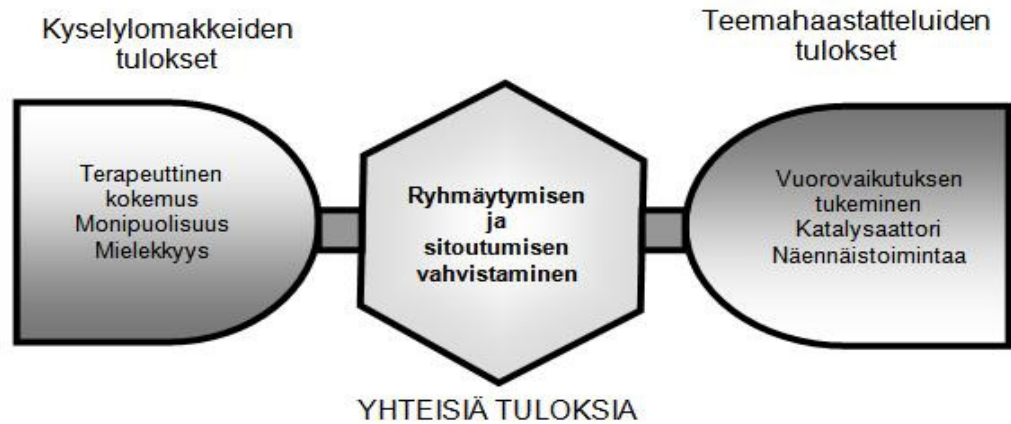 Kyselylomakkeiden
tulokset
Terapeuttinen
kokemus
Monipuolisuus
Mielekkyys
Ryhmäytymisen
ja
sitoutumisen
vahvistaminen
Teemahaastatteluiden
tulokset
Vuorovaikutuksen
tukeminen
Katalysaattori
Näennäistoimintaa
YHTEISIÄ TULOKSIA